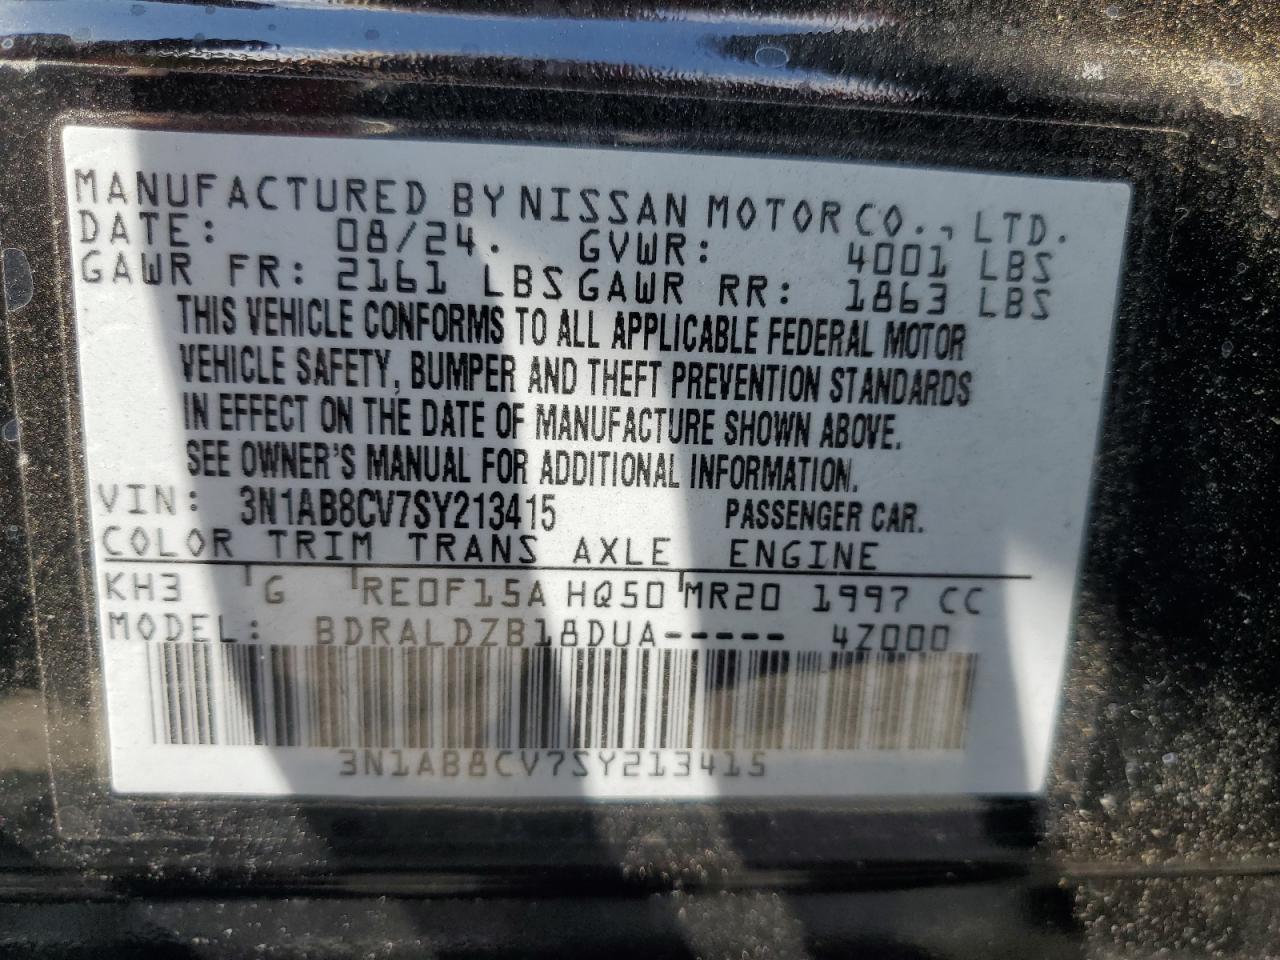 MANUFACTURED BY NISSAN MOTOR CO., LTD.
DATE: 08/24. GVWR: 4001 LBS
GAWR FR: 2161 LBS GAWR RR: 1863 LBS
THIS VEHICLE CONFORMS TO ALL APPLICABLE FEDERAL MOTOR
VEHICLE SAFETY, BUMPER AND THEFT PREVENTION STANDARDS
IN EFFECT ON THE DATE OF MANUFACTURE SHOWN ABOVE.
SEE OWNER'S MANUAL FOR ADDITIONAL INFORMATION.
VIN: 3N1AB8CV7SY213415 PASSENGER CAR.
COLOR TRIM TRANS AXLE ENGINE
KH3 G RE0F15A HQ50 MR20 1997 CC
MODEL: BDRALDZB18DUA----- 4Z000
3N1AB8CV7SY213415